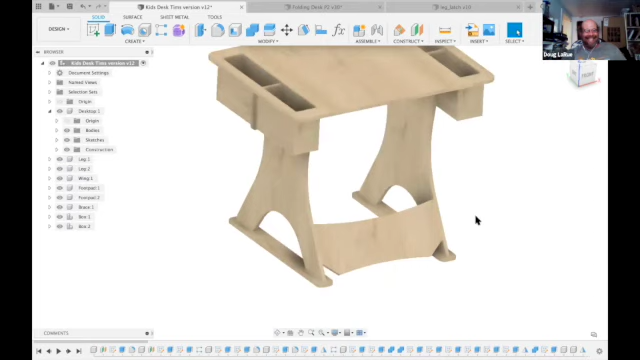 Kids Desk Tims version v12*
Folding Desk P2 v10*
leg_latch v10
SOLID
SURFACE
SHEET METAL
TOOLS
DESIGN
CREATE
MODIFY
ASSEMBLE
CONSTRUCT
INSPECT
INSERT
SELECT
Doug LaRue
FRONT
BROWSER
Kids Desk Tims version v12
Document Settings
Named Views
Selection Sets
Origin
Desktop:1
Origin
Bodies
Sketches
Construction
Leg:1
Leg:2
Wing:1
Footpad:1
Footpad:2
Brace:1
Box:1
Box:2
COMMENTS